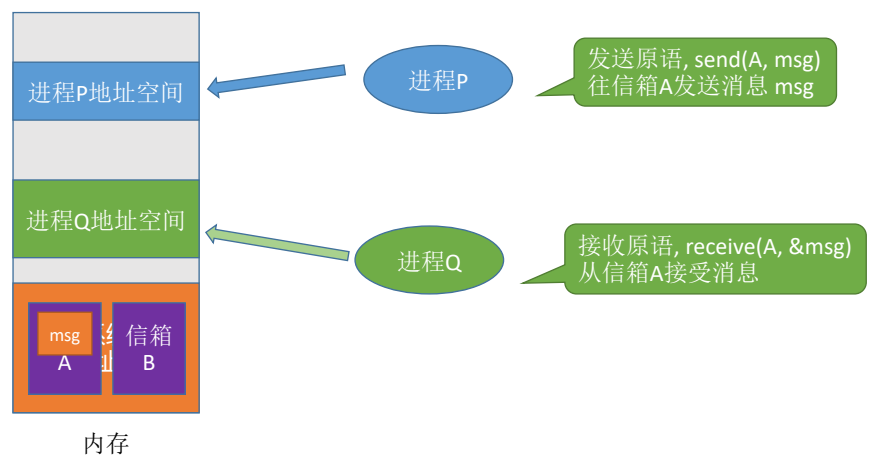 进程P地址空间
进程P
发送原语, send(A, msg)
往信箱A发送消息 msg
进程Q地址空间
进程Q
接收原语, receive(A, &msg)
从信箱A接受消息
msg
A
信箱
B
内存